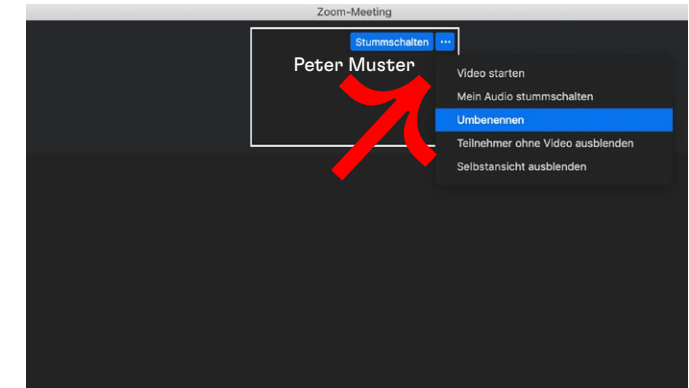 Zoom-Meeting
Stummschalten ···
Peter Muster
Video starten
Mein Audio stummschalten
Umbenennen
Teilnehmer ohne Video ausblenden
Selbstansicht ausblenden